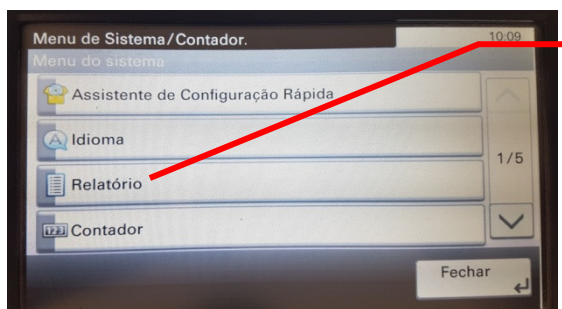 Menu de Sistema/Contador.
10:09
Menu do sistema
Assistente de Configuração Rápida
A Idioma
Relatório
1/5
123 Contador
Fechar